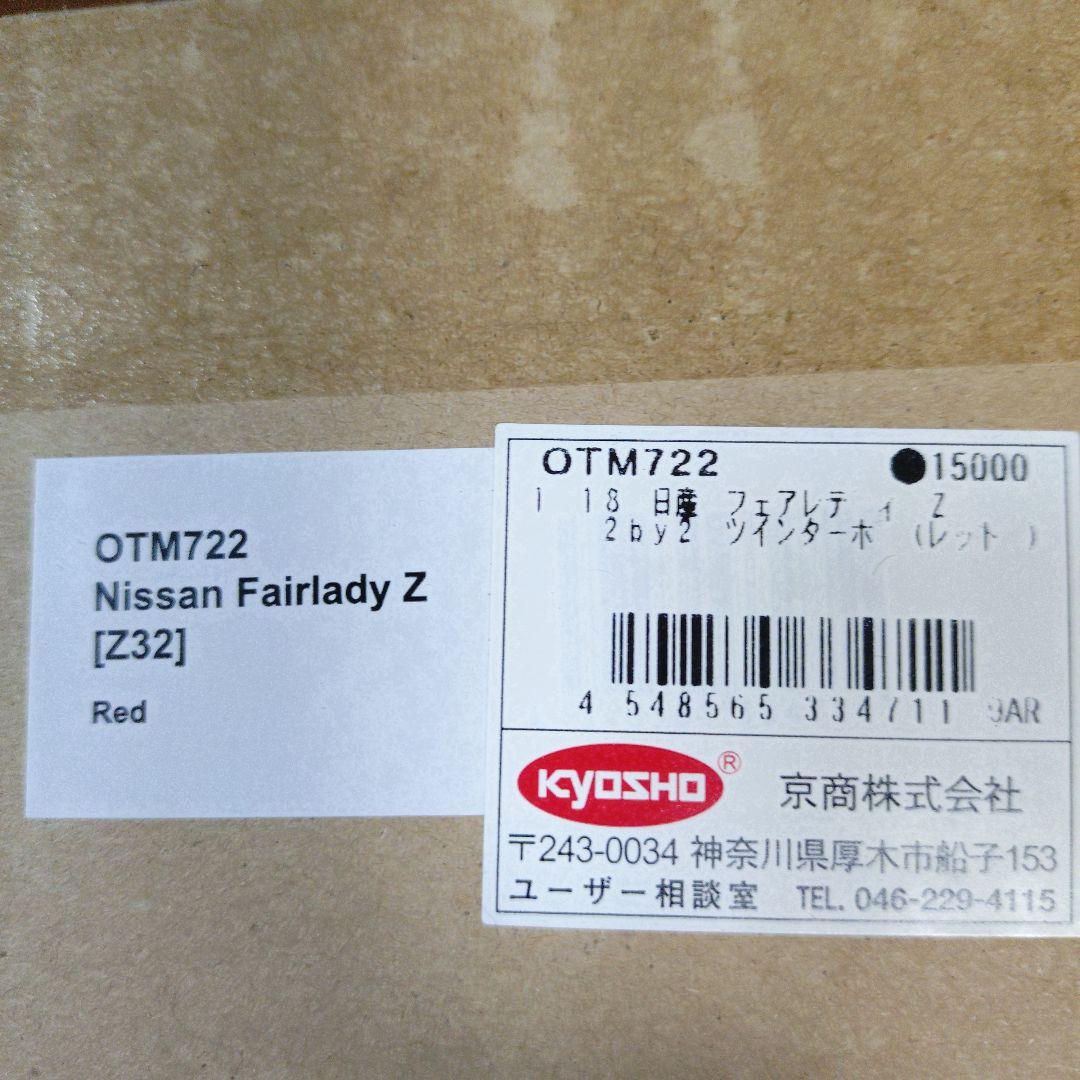 OTM722
Nissan Fairlady Z
[Z32]
Red
OTM722 ●15000
1 18 日産 フェアレティ Z
2by2 ツインターホ (レット )
4 548565 334711 9AR
KYOSHO® 京商株式会社
〒243-0034 神奈川県厚木市船子153
ユーザー相談室 TEL. 046-229-4115